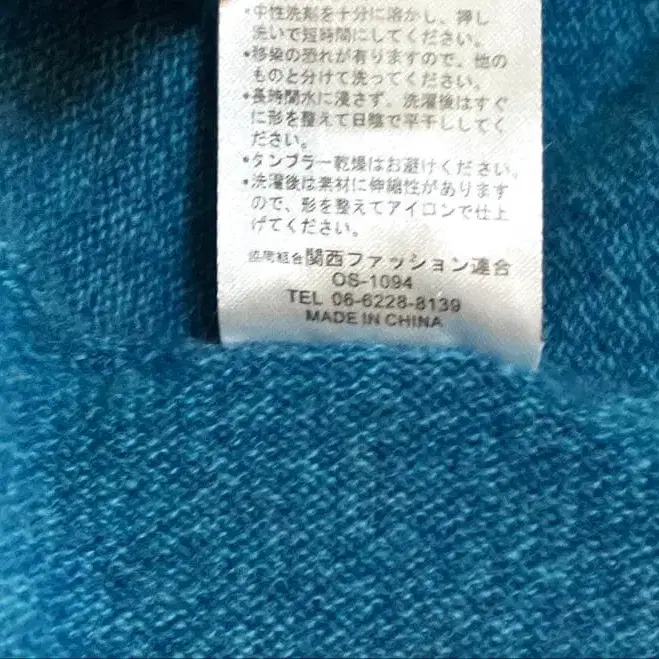 ・中性洗剤を十分に溶かし、押し
洗いで短時間にしてください。
・移染の恐れが有りますので、他の
ものと分けて洗ってください。
・長時間水に浸さず、洗濯後はすぐ
に形を整えて日陰で平干ししてく
ださい。
・タンブラー乾燥はお避けください。
・洗濯後は素材に伸縮性があります
ので、形を整えてアイロンで仕上
げてください。
協同組合関西ファッション連合
OS-1094
TEL 06-6228-8139
MADE IN CHINA